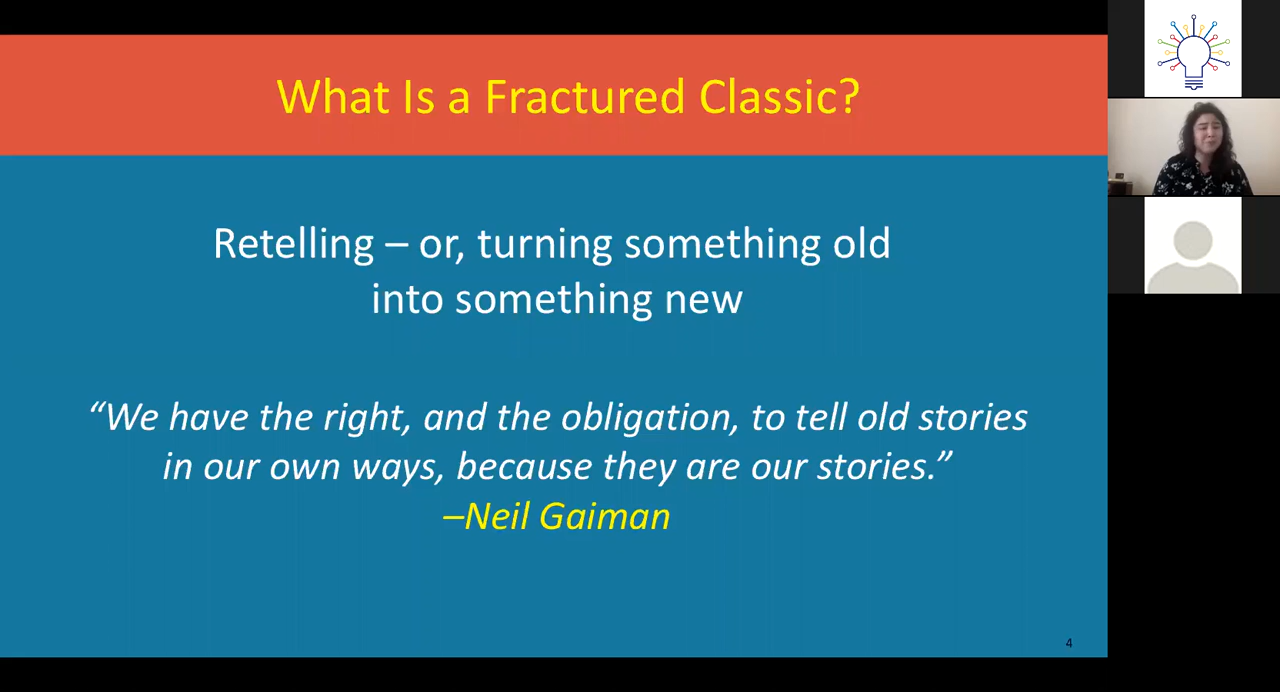 What Is a Fractured Classic?
Retelling – or, turning something old
into something new
“We have the right, and the obligation, to tell old stories
in our own ways, because they are our stories.”
–Neil Gaiman
4